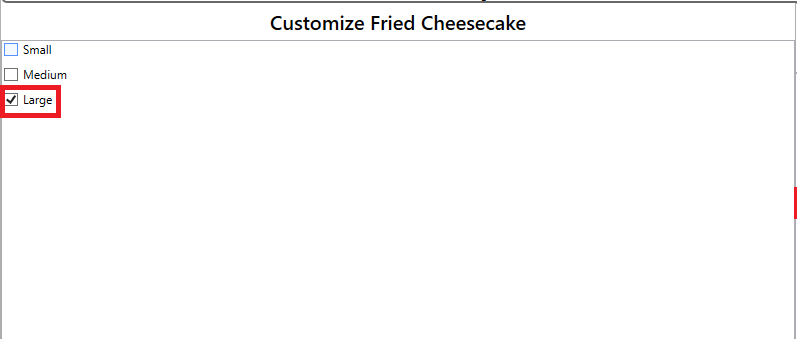 Customize Fried Cheesecake
Small
Medium
Large